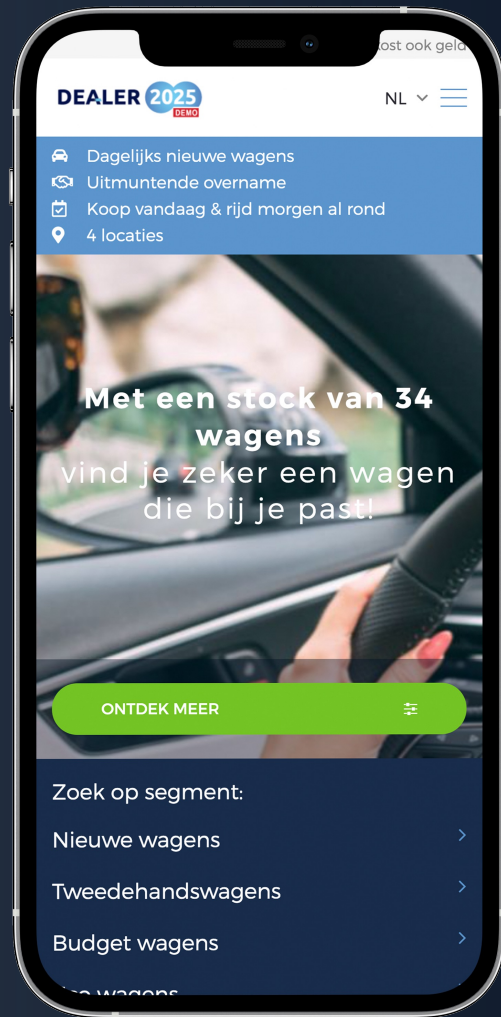 ost ook geld
DEALER 2025
DEMO
NL
Dagelijks nieuwe wagens
Uitmuntende overname
Koop vandaag & rijd morgen al rond
4 locaties
Met een stock van 34
wagens
vind je zeker een wagen
die bij je past!
ONTDEK MEER
Zoek op segment:
Nieuwe wagens
Tweedehandswagens
Budget wagens
wagens